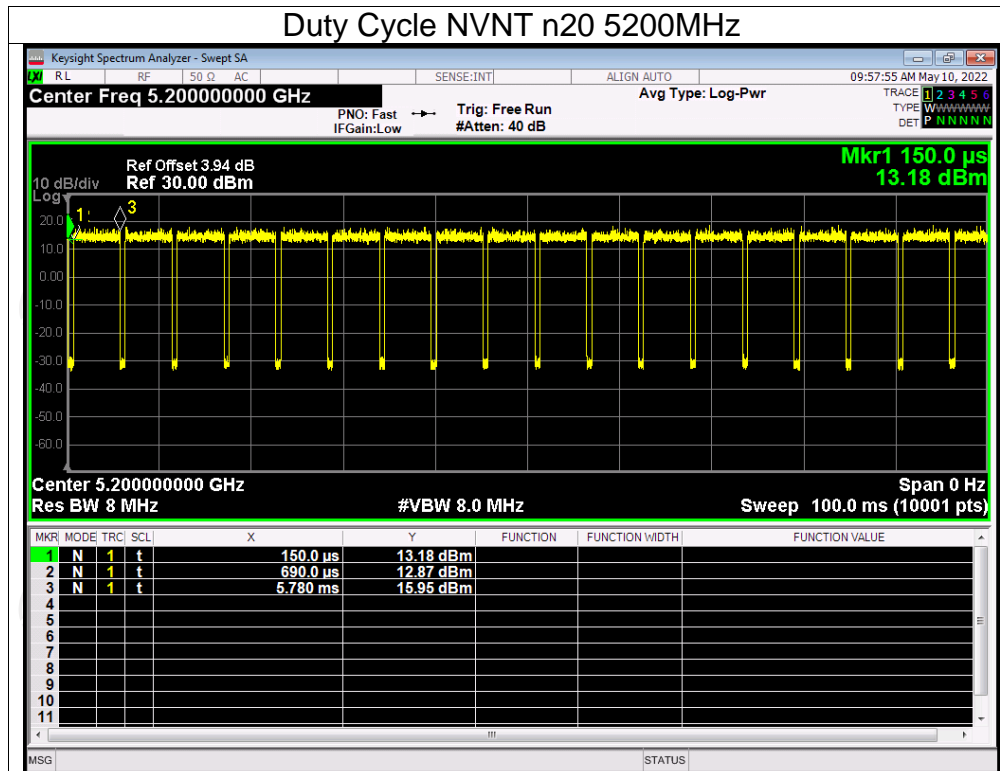 Duty Cycle NVNT n20 5200MHz
Keysight Spectrum Analyzer - Swept SA
LXI RL RF 50 Ω AC SENSE:INT ALIGN AUTO 09:57:55 AM May 10, 2022
Center Freq 5.200000000 GHz Avg Type: Log-Pwr TRACE 1 2 3 4 5 6
PNO: Fast Trig: Free Run TYPE WWWWWW
IFGain:Low #Atten: 40 dB DET P N N N N N
Mkr1 150.0 µs
Ref Offset 3.94 dB
10 dB/div Ref 30.00 dBm 13.18 dBm
Log
1 3
20.0
10.0
0.00
-10.0
-20.0
-30.0
-40.0
-50.0
-60.0
Center 5.200000000 GHz Span 0 Hz
Res BW 8 MHz #VBW 8.0 MHz Sweep 100.0 ms (10001 pts)
MKR MODE TRC SCL X Y FUNCTION FUNCTION WIDTH FUNCTION VALUE
1 N 1 t 150.0 µs 13.18 dBm
2 N 1 t 690.0 µs 12.87 dBm
3 N 1 t 5.780 ms 15.95 dBm
4
5
6
7
8
9
10
11
MSG STATUS